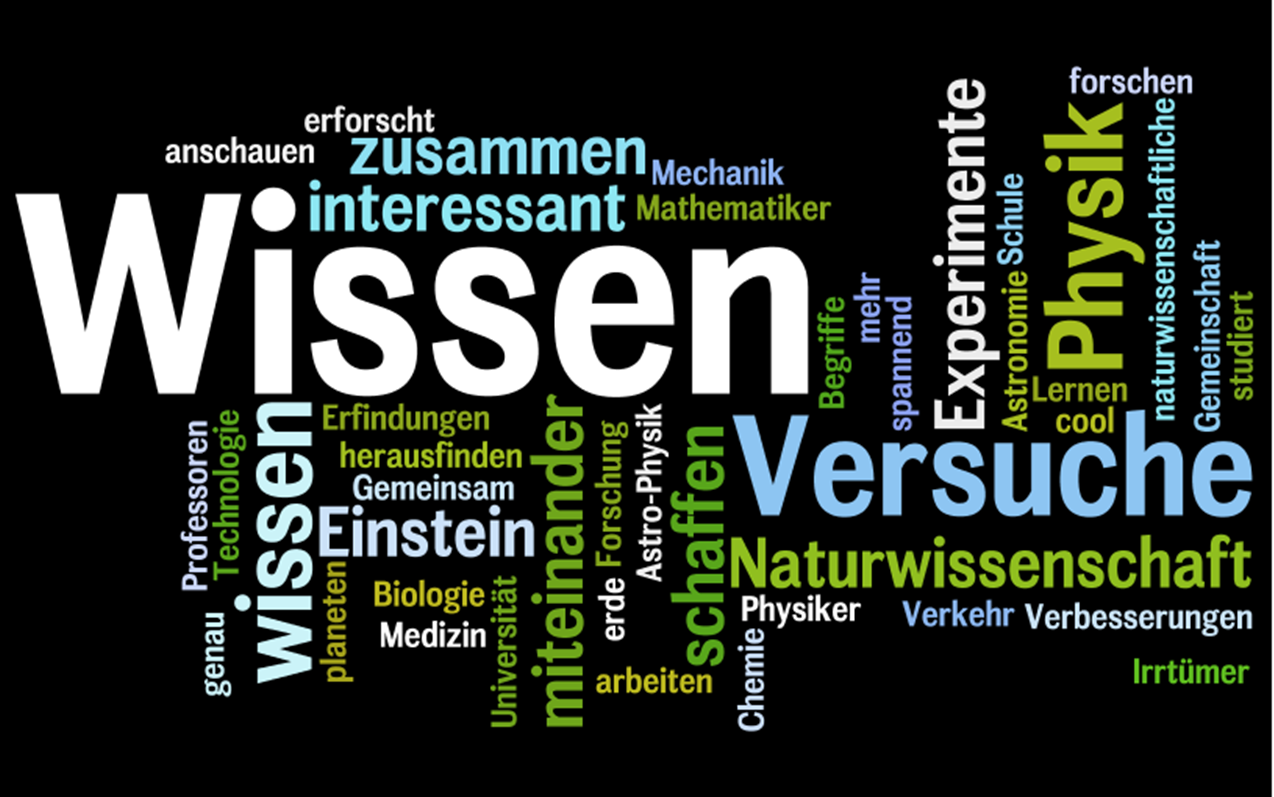 forschen
erforscht
anschauen
zusammen
Mechanik
interessant
Mathematiker
Wissen
Experimente
Schule
Astronomie
Physik
naturwissenschaftliche
Gemeinschaft
studiert
Begriffe
mehr
spannend
Lernen
cool
Versuche
Professoren
Technologie
wissen
Erfindungen
herausfinden
Gemeinsam
Einstein
miteinander
Forschung
Astro-Physik
schaffen
Naturwissenschaft
genau
planeten
Biologie
Medizin
Universität
erde
arbeiten
Chemie
Physiker
Verkehr
Verbesserungen
Irrtümer